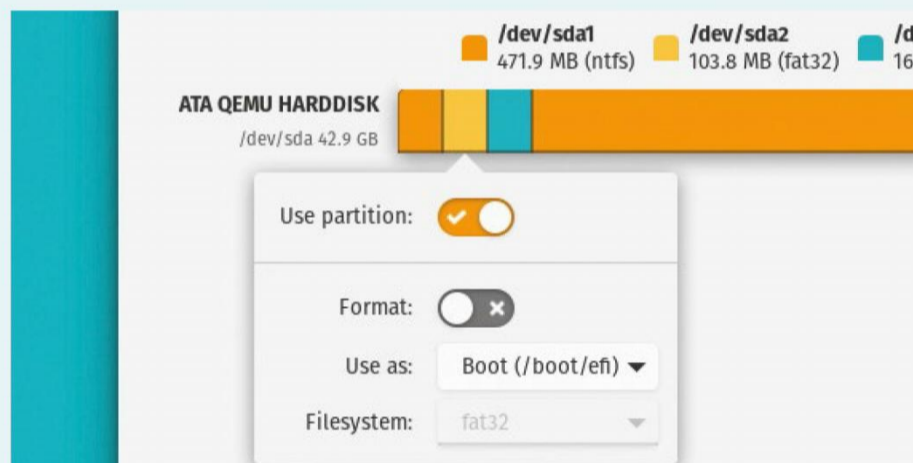 /dev/sda1 /dev/sda2
471.9 MB (ntfs) 103.8 MB (fat32) 16
ATA QEMU HARDDISK
/dev/sda 42.9 GB
Use partition:
Format:
Use as: Boot (/boot/efi)
Filesystem: fat32